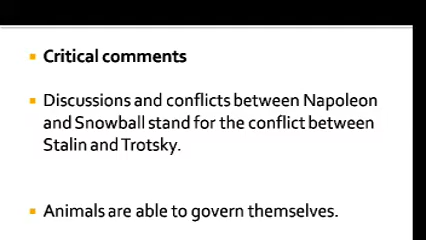 Critical comments
Discussions and conflicts between Napoleon
and Snowball stand for the conflict between
Stalin and Trotsky.
Animals are able to govern themselves.